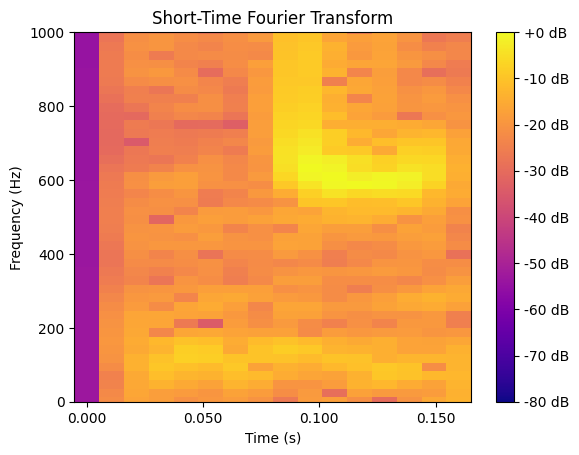 Short-Time Fourier Transform
1000
800
600
400
200
0
Frequency (Hz)
0.000
0.050
0.100
0.150
Time (s)
+0 dB
-10 dB
-20 dB
-30 dB
-40 dB
-50 dB
-60 dB
-70 dB
-80 dB